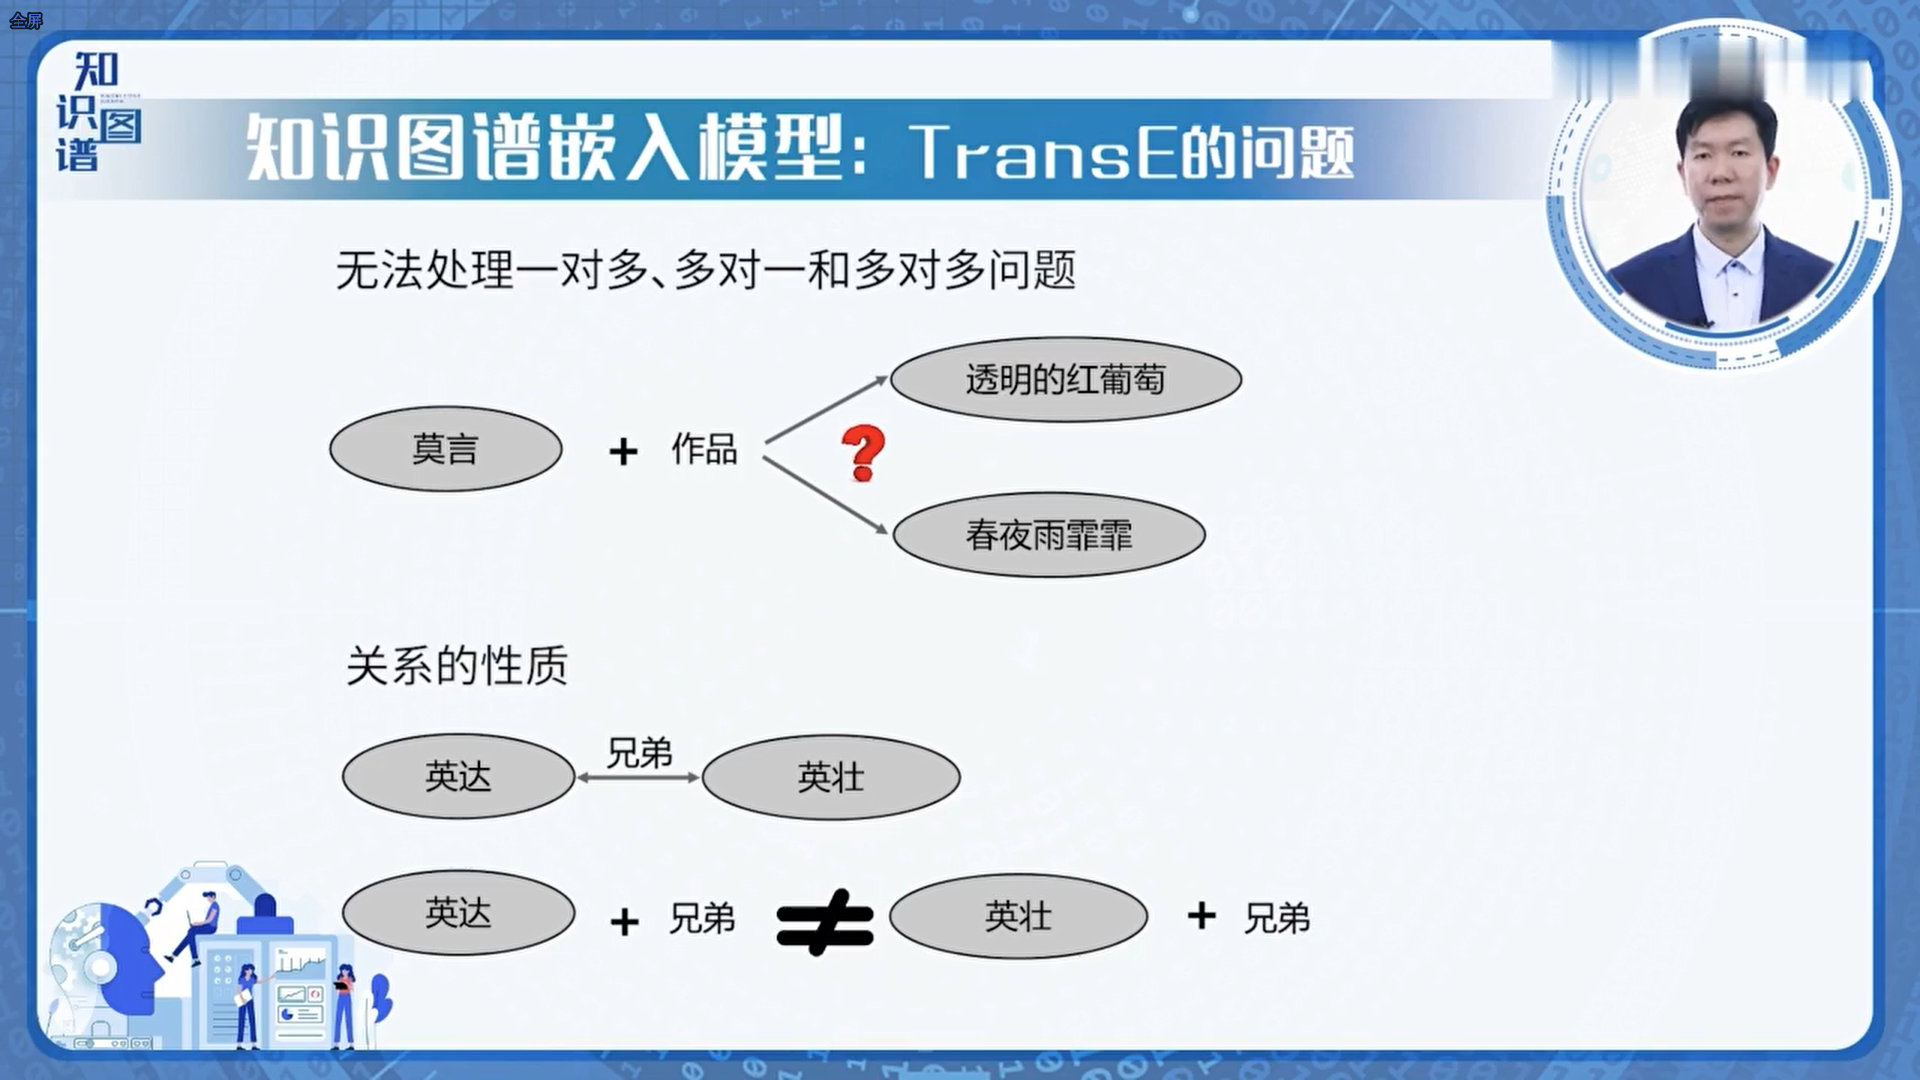 全屏
知识图谱
知识图谱嵌入模型：TransE的问题
无法处理一对多、多对一和多对多问题
透明的红葡萄
莫言 + 作品
?
春夜雨霏霏
关系的性质
英达 兄弟 英壮
英达 + 兄弟 ≠ 英壮 + 兄弟